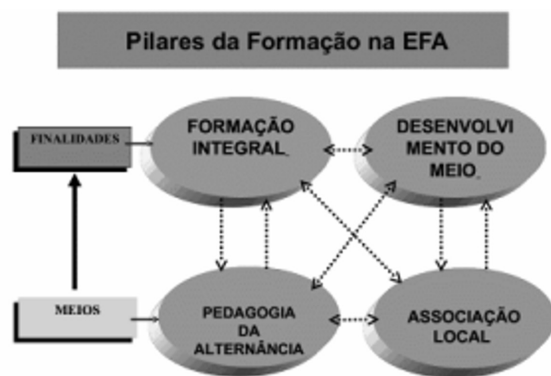 Pilares da Formação na EFA
FINALIDADES
FORMAÇÃO
INTEGRAL.
DESENVOLVI
MENTO DO
MEIO.
MEIOS
PEDAGOGIA
DA
ALTERNÂNCIA
ASSOCIAÇÃO
LOCAL